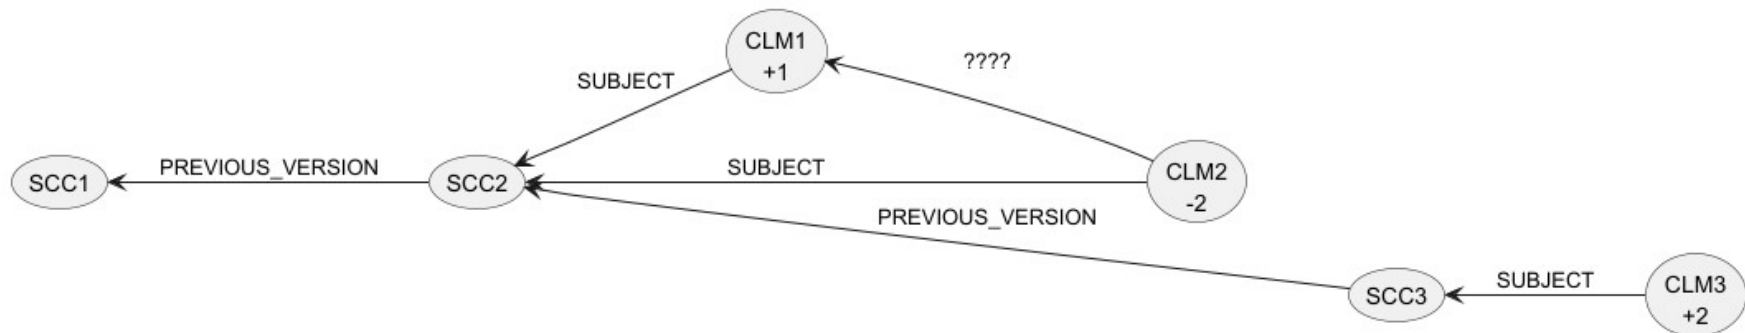 CLM1
+1
????
SUBJECT
SCC1
PREVIOUS_VERSION
SCC2
SUBJECT
CLM2
-2
PREVIOUS_VERSION
SCC3
SUBJECT
CLM3
+2